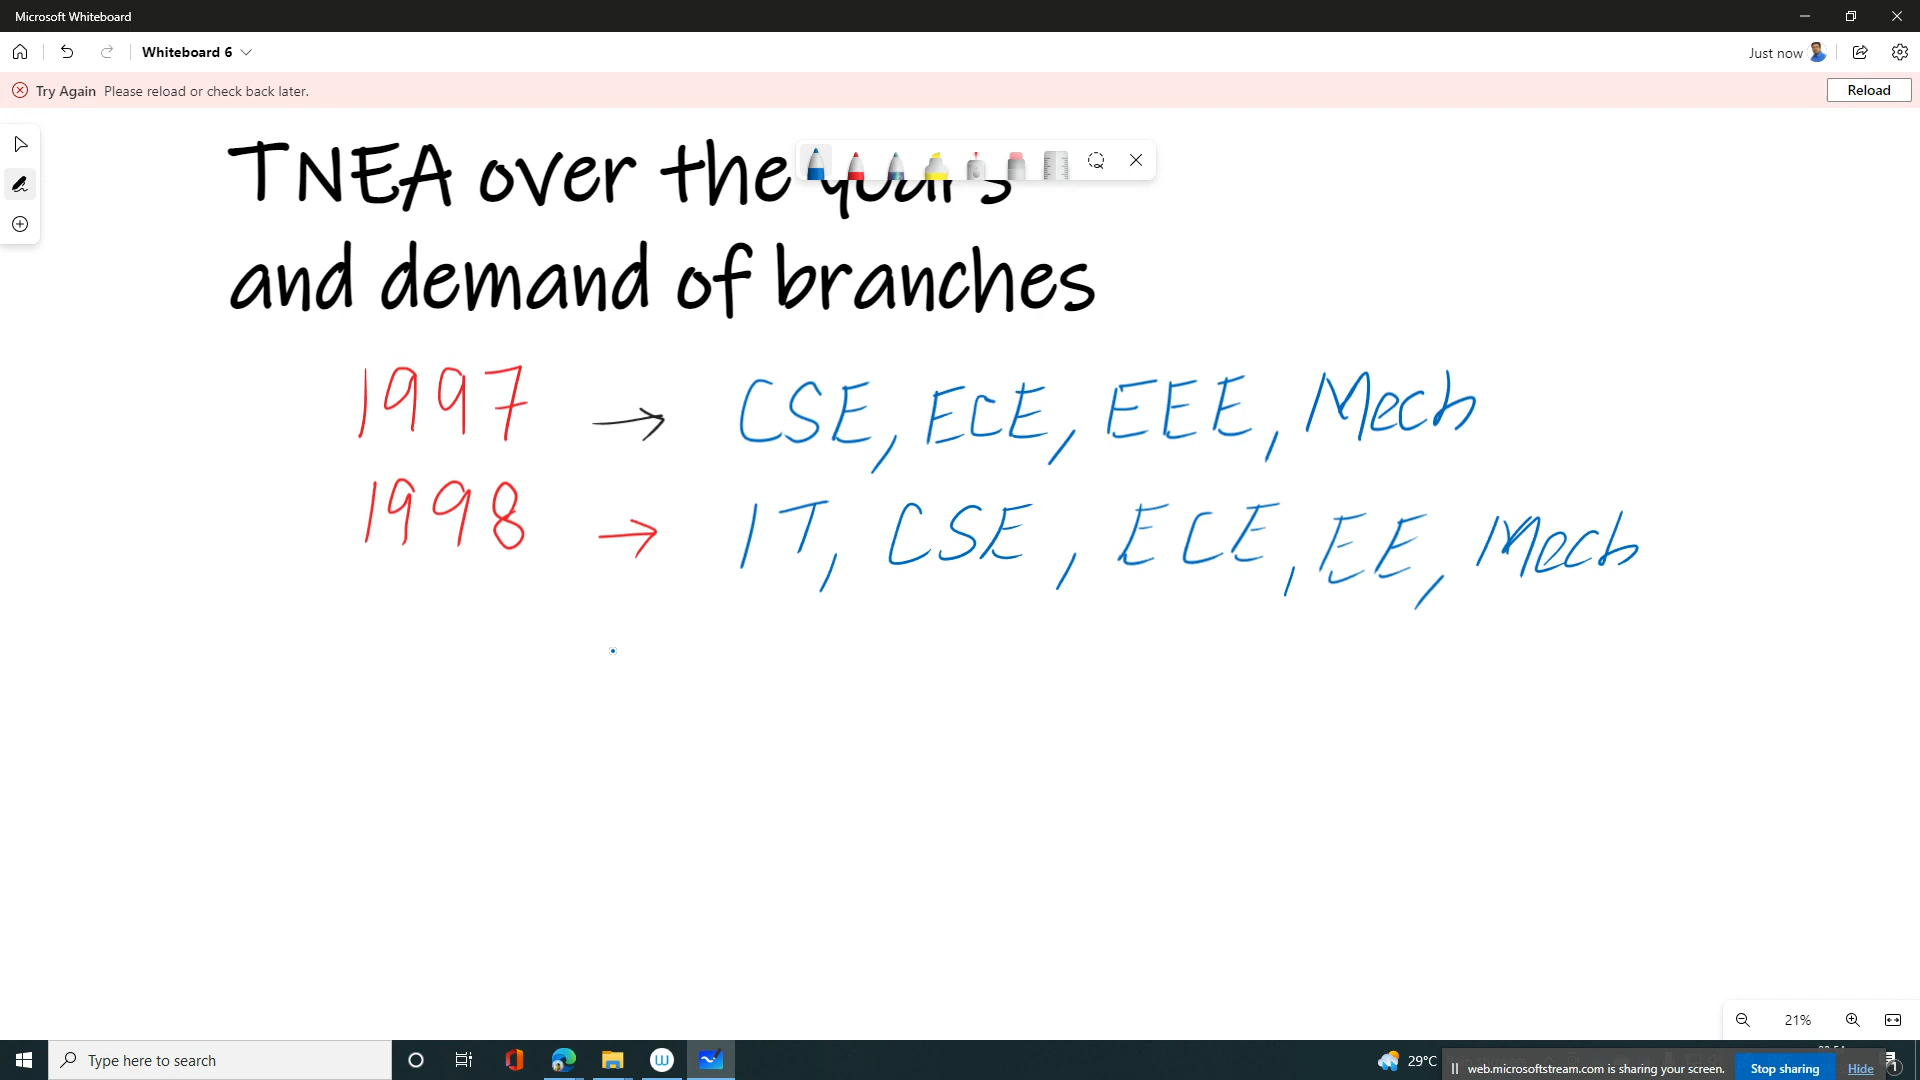 Microsoft Whiteboard
Whiteboard 6
Just now
Try Again Please reload or check back later.
Reload
TNEA over the years
and demand of branches
1997 → CSE, ECE, EEE, Mech
1998 → IT, CSE, ECE, EE, Mech
21%
Type here to search
W
29°C
web.microsoftstream.com is sharing your screen.
Stop sharing
Hide
1